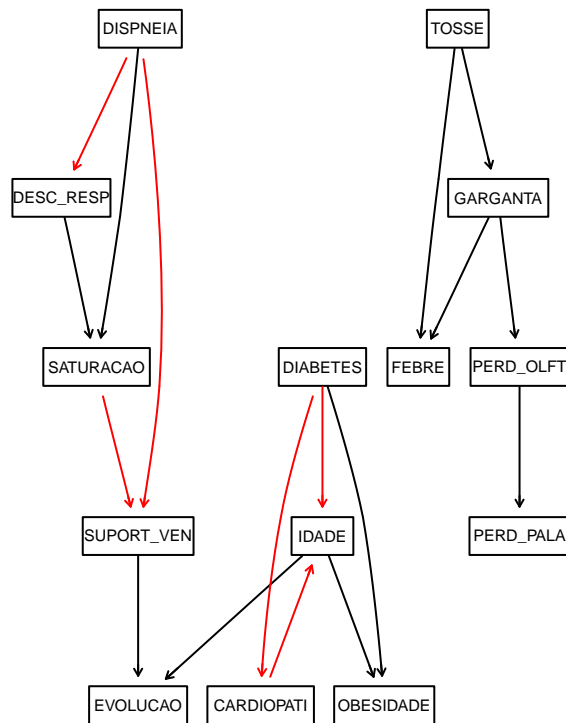 DISPNEIA
TOSSE
DESC_RESP
GARGANTA
SATURACAO
DIABETES
FEBRE
PERD_OLFT
SUPORT_VEN
IDADE
PERD_PALA
EVOLUCAO
CARDIOPATI
OBESIDADE